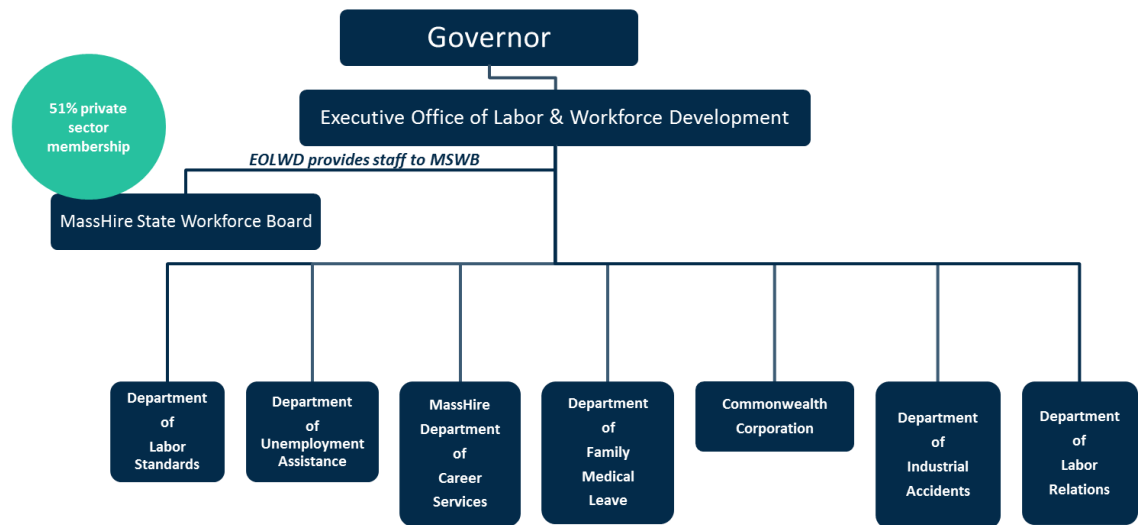 Governor
51% private
sector
membership
Executive Office of Labor & Workforce Development
EOLWD provides staff to MSWB
MassHire State Workforce Board
Department
of
Labor
Standards
Department
of
Unemployment
Assistance
MassHire
Department
of
Career
Services
Department
of
Family
Medical
Leave
Commonwealth
Corporation
Department
of
Industrial
Accidents
Department
of
Labor
Relations